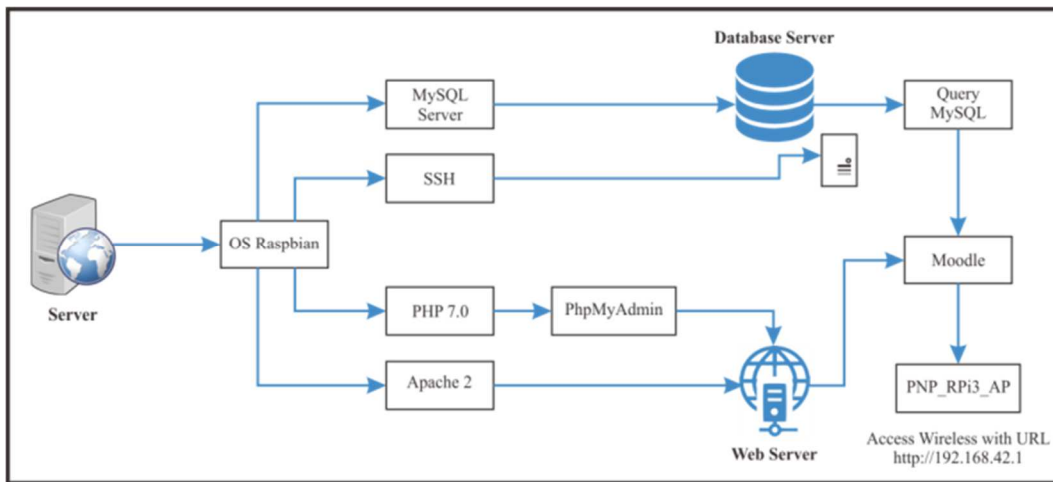 Database Server
MySQL
Server
Query
MySQL
SSH
OS Raspbian
Server
Moodle
PHP 7.0
PhpMyAdmin
Apache 2
Web Server
PNP_RPi3_AP
Access Wireless with URL
http://192.168.42.1